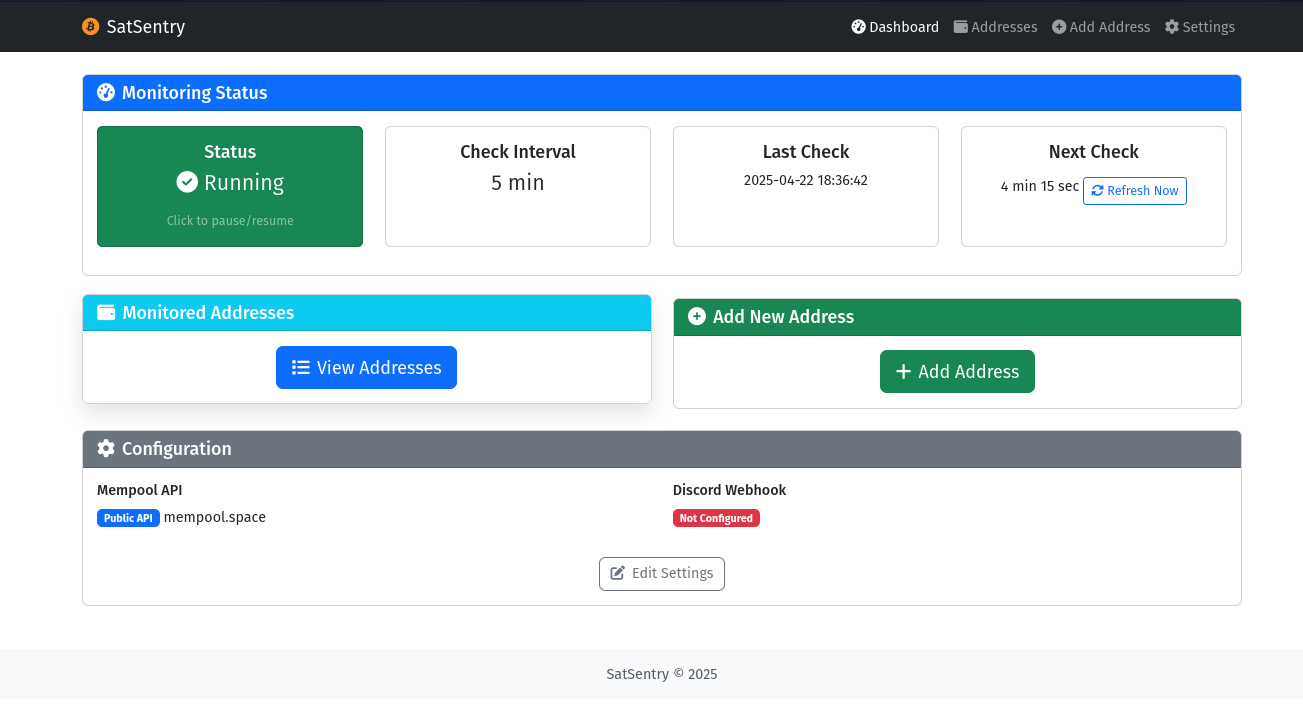 SatSentry
Dashboard Addresses Add Address Settings
Monitoring Status
Status
Running
Click to pause/resume
Check Interval
5 min
Last Check
2025-04-22 18:36:42
Next Check
4 min 15 sec Refresh Now
Monitored Addresses
View Addresses
Add New Address
Add Address
Configuration
Mempool API
Public API mempool.space
Discord Webhook
Not Configured
Edit Settings
SatSentry © 2025